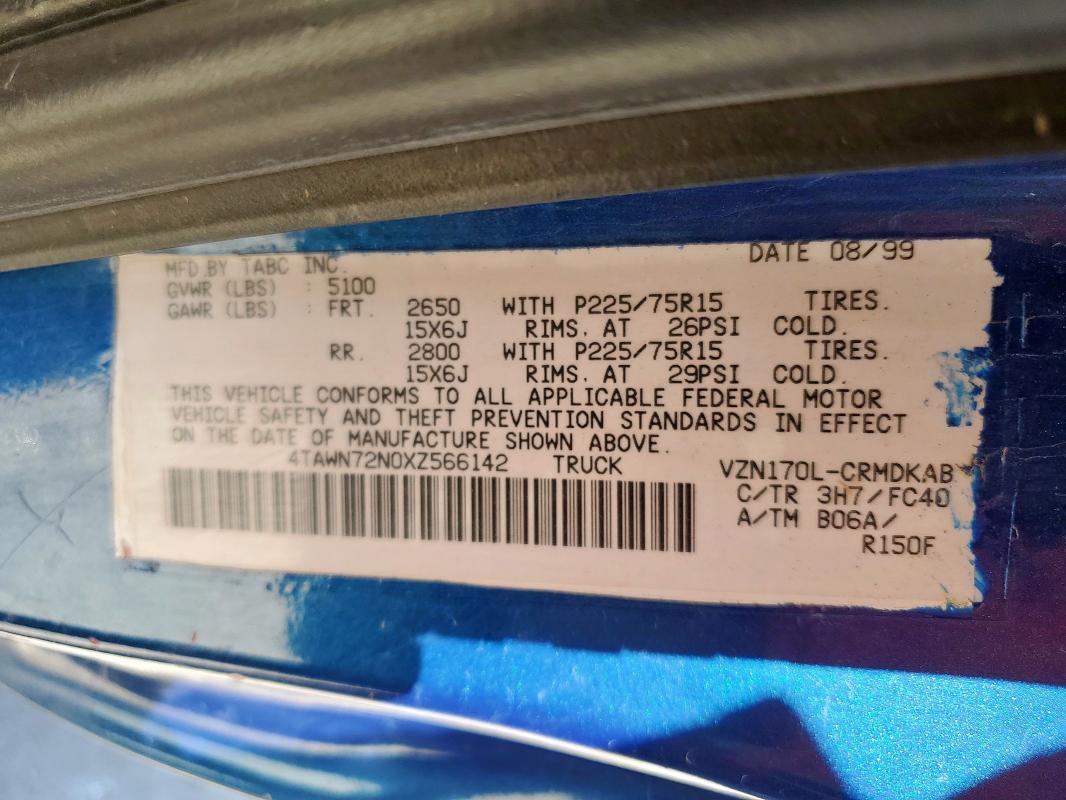 DATE 08/99
MFD.BY TABC INC.
GVWR (LBS) : 5100
GAWR (LBS) : FRT. 2650 WITH P225/75R15 TIRES.
15X6J RIMS. AT 26PSI COLD.
RR. 2800 WITH P225/75R15 TIRES.
15X6J RIMS. AT 29PSI COLD.
THIS VEHICLE CONFORMS TO ALL APPLICABLE FEDERAL MOTOR
VEHICLE SAFETY AND THEFT PREVENTION STANDARDS IN EFFECT
ON THE DATE OF MANUFACTURE SHOWN ABOVE.
4TAWN72N0XZ566142 TRUCK VZN170L-CRMDKAB
C/TR 3H7/FC40
A/TM B06A/
R150F